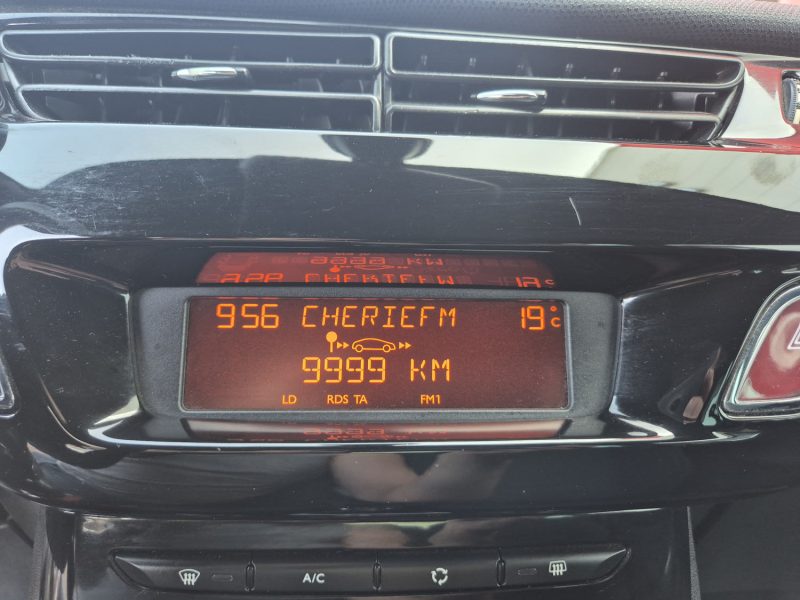 956 CHERIEFM 19°C
9999 KM
LD RDS TA FM1
A/C